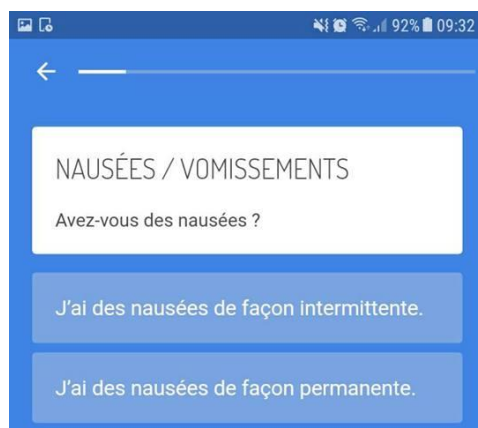 92% 09:32
NAUSÉES / VOMISSEMENTS
Avez-vous des nausées ?
J'ai des nausées de façon intermittente.
J'ai des nausées de façon permanente.